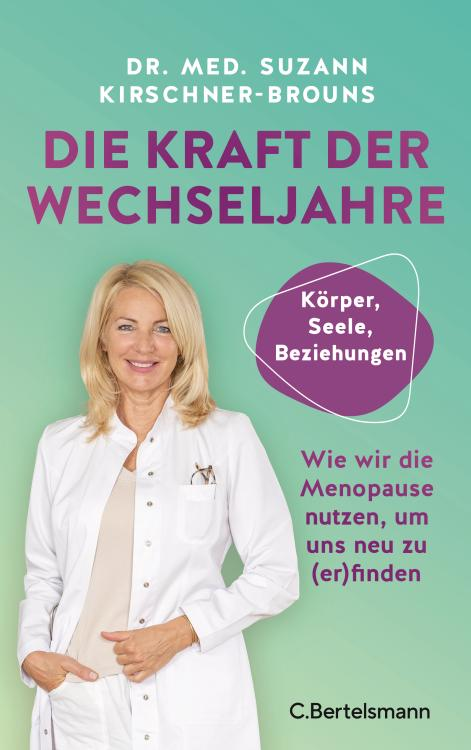 DR. MED. SUZANN
KIRSCHNER-BROUNS
DIE KRAFT DER
WECHSELJAHRE
Körper,
Seele,
Beziehungen
Wie wir die
Menopause
nutzen, um
uns neu zu
(er)finden
C.Bertelsmann